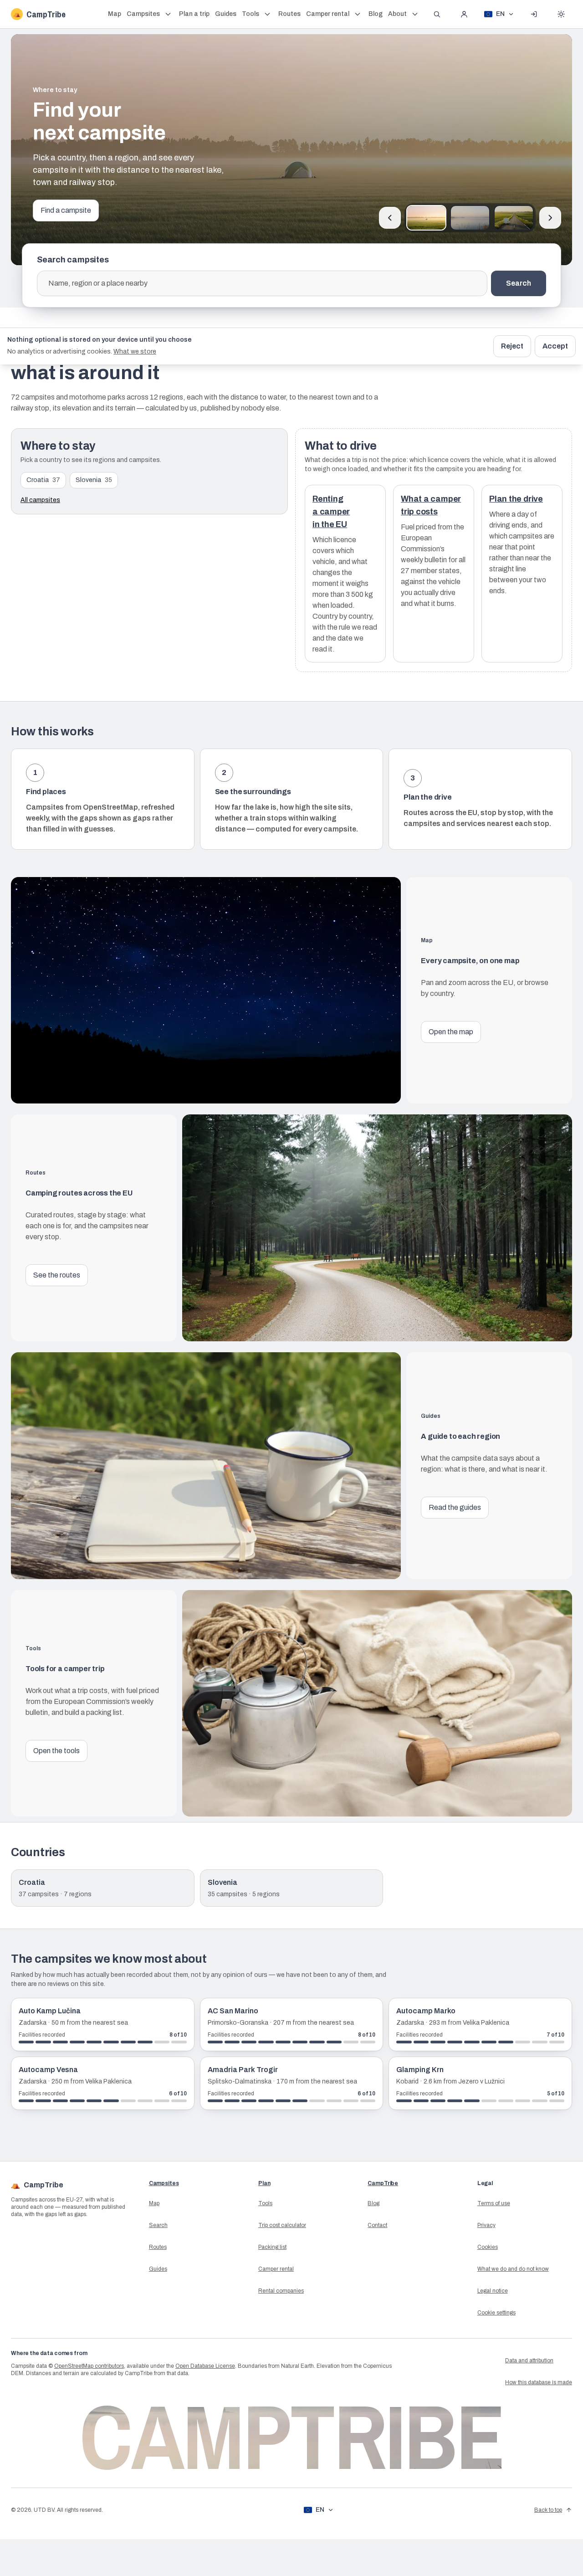 CampTribe
Map
Campsites
Plan a trip
Guides
Tools
Routes
Camper rental
Blog
About
EN
Where to stay
Find your
next campsite
Pick a country, then a region, and see every
campsite in it with the distance to the nearest lake,
town and railway stop.
Find a campsite
Search campsites
Name, region or a place nearby
Search
Nothing optional is stored on your device until you choose
No analytics or advertising cookies. What we store
Reject
Accept
what is around it
72 campsites and motorhome parks across 12 regions, each with the distance to water, to the nearest town and to a
railway stop, its elevation and its terrain — calculated by us, published by nobody else.
Where to stay
Pick a country to see its regions and campsites.
Croatia 37
Slovenia 35
All campsites
What to drive
What decides a trip is not the price: which licence covers the vehicle, what it is allowed
to weigh once loaded, and whether it fits the campsite you are heading for.
Renting
a camper
in the EU
Which licence
covers which
vehicle, and what
changes the
moment it weighs
more than 3 500 kg
when loaded.
Country by country,
with the rule we read
and the date we
read it.
What a camper
trip costs
Fuel priced from the
European
Commission's
weekly bulletin for all
27 member states,
against the vehicle
you actually drive
and what it burns.
Plan the drive
Where a day of
driving ends, and
which campsites are
near that point
rather than near the
straight line
between your two
ends.
How this works
1
Find places
Campsites from OpenStreetMap, refreshed
weekly, with the gaps shown as gaps rather
than filled in with guesses.
2
See the surroundings
How far the lake is, how high the site sits,
whether a train stops within walking
distance — computed for every campsite.
3
Plan the drive
Routes across the EU, stop by stop, with the
campsites and services nearest each stop.
Map
Every campsite, on one map
Pan and zoom across the EU, or browse
by country.
Open the map
Routes
Camping routes across the EU
Curated routes, stage by stage: what
each one is for, and the campsites near
every stop.
See the routes
Guides
A guide to each region
What the campsite data says about a
region: what is there, and what is near it.
Read the guides
Tools
Tools for a camper trip
Work out what a trip costs, with fuel priced
from the European Commission's weekly
bulletin, and build a packing list.
Open the tools
Countries
Croatia
37 campsites · 7 regions
Slovenia
35 campsites · 5 regions
The campsites we know most about
Ranked by how much has actually been recorded about them, not by any opinion of ours — we have not been to any of them, and
there are no reviews on this site.
Auto Kamp Lučina
Zadarska · 50 m from the nearest sea
Facilities recorded
8 of 10
AC San Marino
Primorsko-Goranska · 207 m from the nearest sea
Facilities recorded
8 of 10
Autocamp Marko
Zadarska · 293 m from Velika Paklenica
Facilities recorded
7 of 10
Autocamp Vesna
Zadarska · 250 m from Velika Paklenica
Facilities recorded
6 of 10
Amadria Park Trogir
Splitsko-Dalmatinska · 170 m from the nearest sea
Facilities recorded
6 of 10
Glamping Krn
Kobarid · 2.6 km from Jezero v Lužnici
Facilities recorded
5 of 10
CampTribe
Campsites across the EU-27, with what is
around each one — measured from published
data, with the gaps left as gaps.
Campsites
Map
Search
Routes
Guides
Plan
Tools
Trip cost calculator
Packing list
Camper rental
Rental companies
CampTribe
Blog
Contact
Legal
Terms of use
Privacy
Cookies
What we do and do not know
Legal notice
Cookie settings
Where the data comes from
Campsite data © OpenStreetMap contributors, available under the Open Database License. Boundaries from Natural Earth. Elevation from the Copernicus
DEM. Distances and terrain are calculated by CampTribe from that data.
Data and attribution
How this database is made
CAMPTRIBE
© 2026. UTD BV. All rights reserved.
EN
Back to top